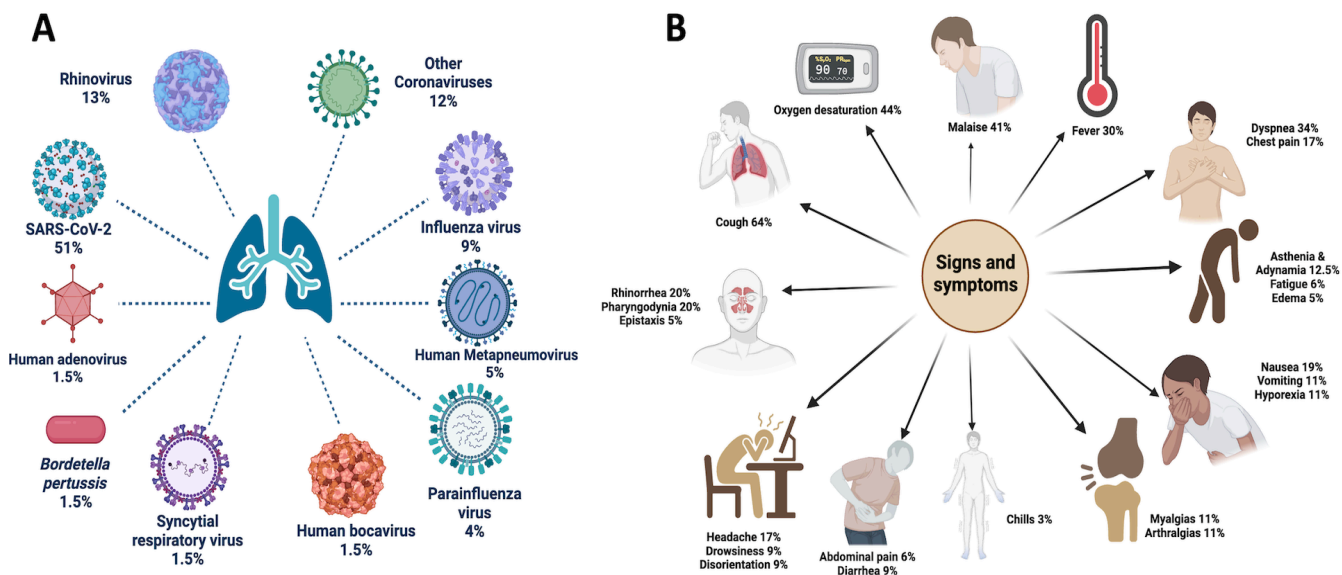 A
Rhinovirus
13%
Other
Coronaviruses
12%
SARS-CoV-2
51%
Influenza virus
9%
Human adenovirus
1.5%
Human Metapneumovirus
5%
Bordetella
pertussis
1.5%
Syncytial
respiratory virus
1.5%
Human bocavirus
1.5%
Parainfluenza
virus
4%
B
%SpO₂ PRbpm
90 70
Oxygen desaturation 44%
Malaise 41%
Fever 30%
Dyspnea 34%
Chest pain 17%
Cough 64%
Signs and
symptoms
Asthenia &
Adynamia 12.5%
Fatigue 6%
Edema 5%
Rhinorrhea 20%
Pharyngodynia 20%
Epistaxis 5%
Nausea 19%
Vomiting 11%
Hyporexia 11%
Headache 17%
Drowsiness 9%
Disorientation 9%
Abdominal pain 6%
Diarrhea 9%
Chills 3%
Myalgias 11%
Arthralgias 11%